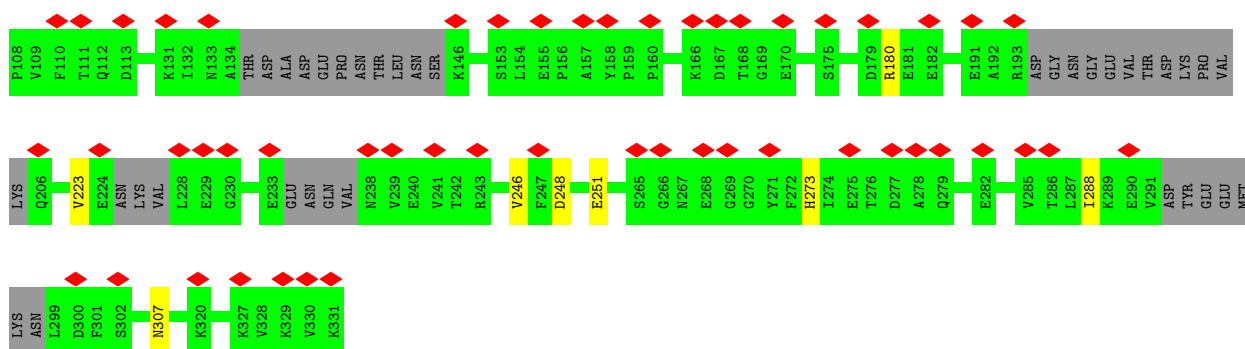 P108 V109 F110 T111 Q112 D113 K131 I132 N133 A134 THR ASP ALA ASP GLU PRO ASN THR LEU ASN SER K146 S153 L154 E155 P156 A157 Y158 P159 P160 K166 D167 T168 G169 E170 S175 D179 R180 E181 E182 E191 A192 R193 ASP GLY ASN GLY GLU VAL THR ASP LYS PRO VAL
LYS Q206 V223 E224 ASN LYS VAL L228 E229 G230 E233 GLU ASN GLN VAL N238 V239 E240 V241 T242 R243 V246 F247 D248 E251 S265 G266 N267 E268 G269 G270 Y271 F272 H273 I274 E275 T276 D277 A278 Q279 E282 V285 T286 L287 I288 K289 E290 V291 ASP TYR GLU GLU MET
LYS ASN L299 D300 F301 S302 N307 K320 K327 V328 K329 V330 K331